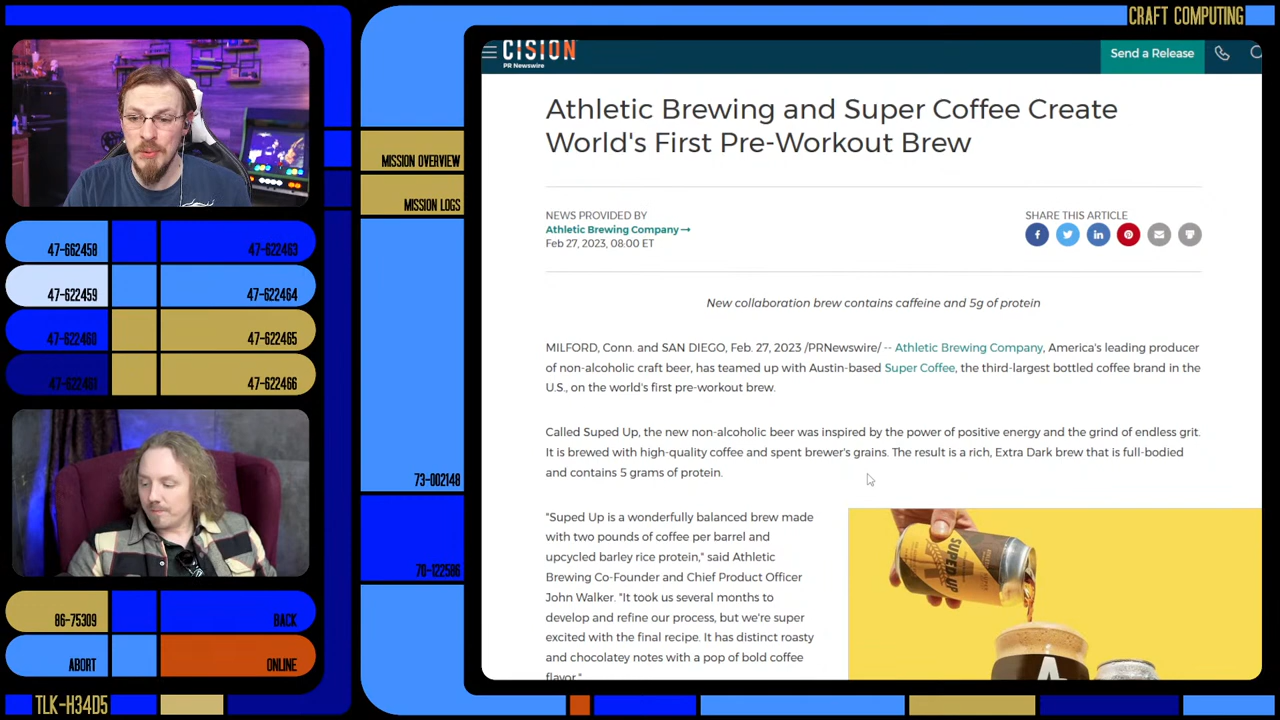 CRAFT COMPUTING
MISSION OVERVIEW
MISSION LOGS
47-662458
47-622463
47-622459
47-622464
47-622460
47-622465
47-622461
47-622466
73-002148
70-122586
86-75309
BACK
ABORT
ONLINE
TLK-H34D5
CISION
PR Newswire
Send a Release
Athletic Brewing and Super Coffee Create
World's First Pre-Workout Brew
NEWS PROVIDED BY
Athletic Brewing Company →
Feb 27, 2023, 08:00 ET
SHARE THIS ARTICLE
New collaboration brew contains caffeine and 5g of protein
MILFORD, Conn. and SAN DIEGO, Feb. 27, 2023 /PRNewswire/ -- Athletic Brewing Company, America's leading producer
of non-alcoholic craft beer, has teamed up with Austin-based Super Coffee, the third-largest bottled coffee brand in the
U.S., on the world's first pre-workout brew.
Called Suped Up, the new non-alcoholic beer was inspired by the power of positive energy and the grind of endless grit.
It is brewed with high-quality coffee and spent brewer's grains. The result is a rich, Extra Dark brew that is full-bodied
and contains 5 grams of protein.
"Suped Up is a wonderfully balanced brew made
with two pounds of coffee per barrel and
upcycled barley rice protein," said Athletic
Brewing Co-Founder and Chief Product Officer
John Walker. "It took us several months to
develop and refine our process, but we're super
excited with the final recipe. It has distinct roasty
and chocolatey notes with a pop of bold coffee
flavor."
SUPED UP